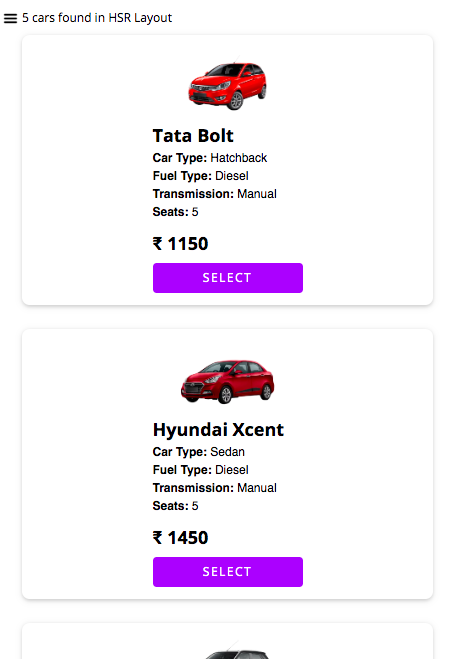 5 cars found in HSR Layout
Tata Bolt
Car Type: Hatchback
Fuel Type: Diesel
Transmission: Manual
Seats: 5
₹ 1150
SELECT
Hyundai Xcent
Car Type: Sedan
Fuel Type: Diesel
Transmission: Manual
Seats: 5
₹ 1450
SELECT